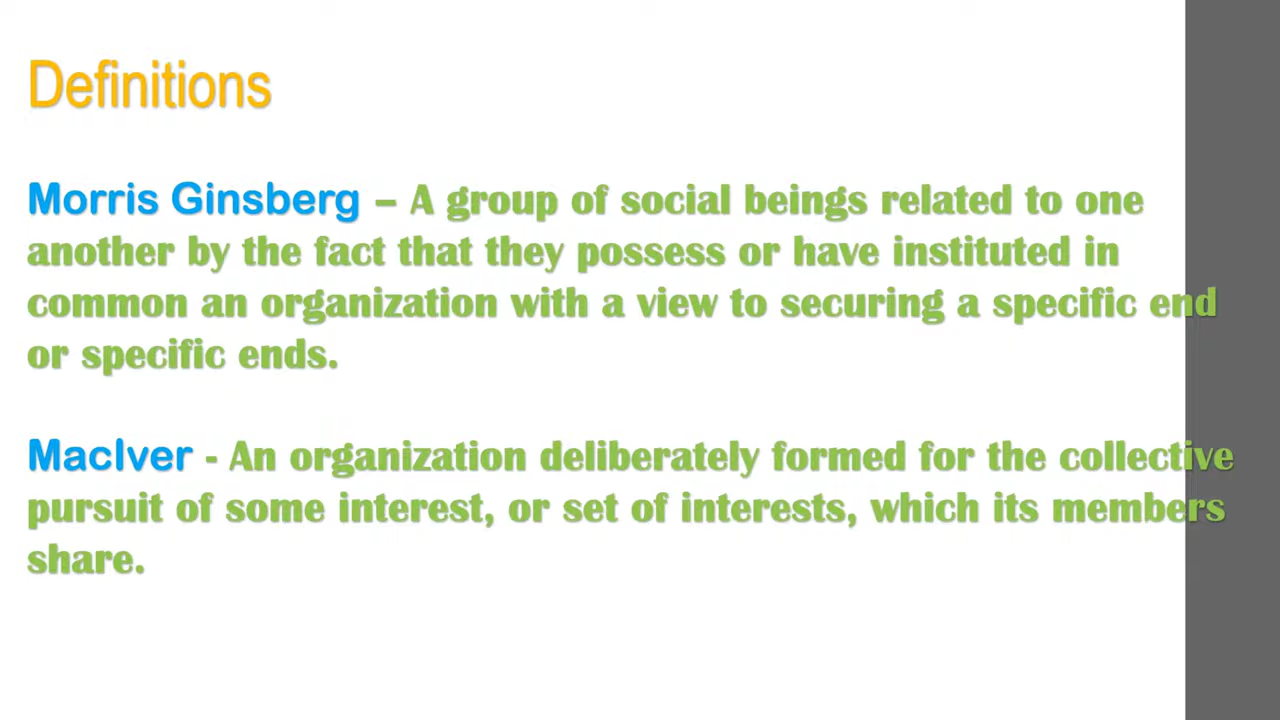 Definitions
Morris Ginsberg – A group of social beings related to one
another by the fact that they possess or have instituted in
common an organization with a view to securing a specific end
or specific ends.
MacIver - An organization deliberately formed for the collective
pursuit of some interest, or set of interests, which its members
share.